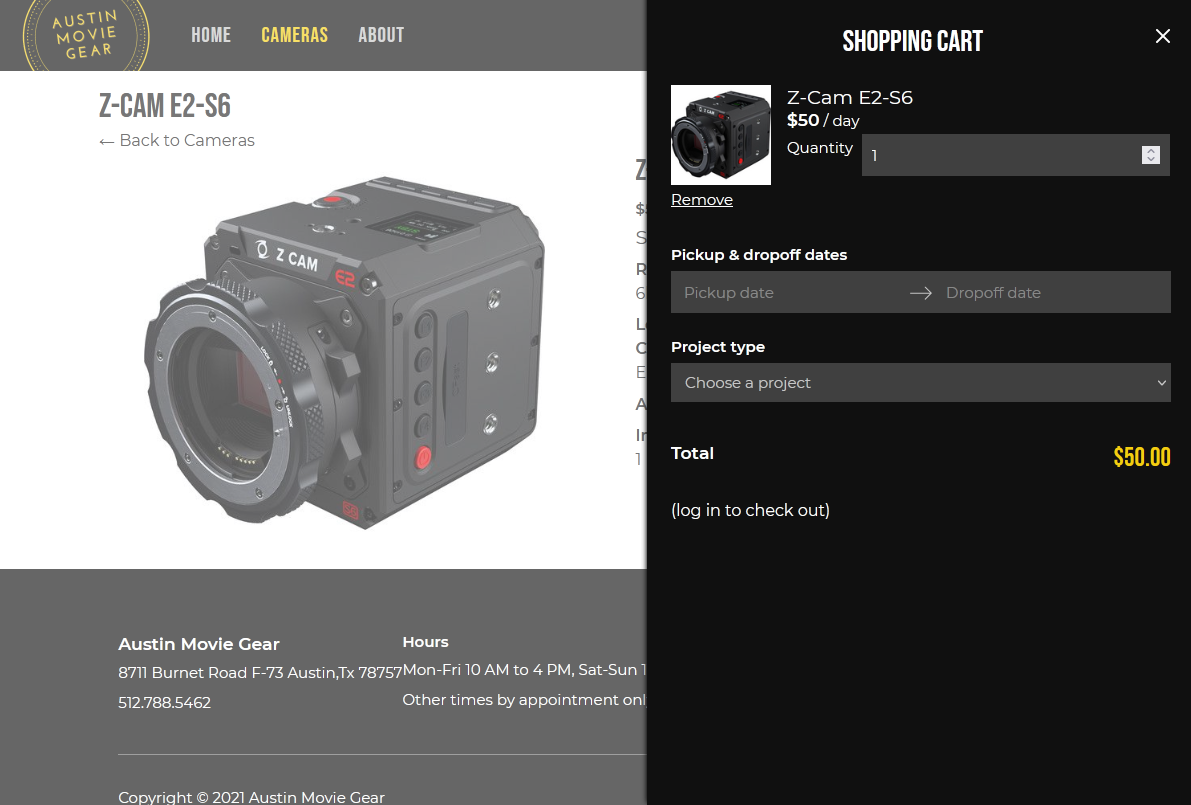 AUSTIN
MOVIE
GEAR
HOME
CAMERAS
ABOUT
Z-CAM E2-S6
← Back to Cameras
Z CAM
E2
S6
SHOPPING CART
Z-Cam E2-S6
$50 / day
Quantity
1
Remove
Pickup & dropoff dates
Pickup date → Dropoff date
Project type
Choose a project
Total
$50.00
(log in to check out)
Austin Movie Gear
8711 Burnet Road F-73 Austin,Tx 78757
512.788.5462
Hours
Mon-Fri 10 AM to 4 PM, Sat-Sun 1
Other times by appointment onl
Copyright © 2021 Austin Movie Gear